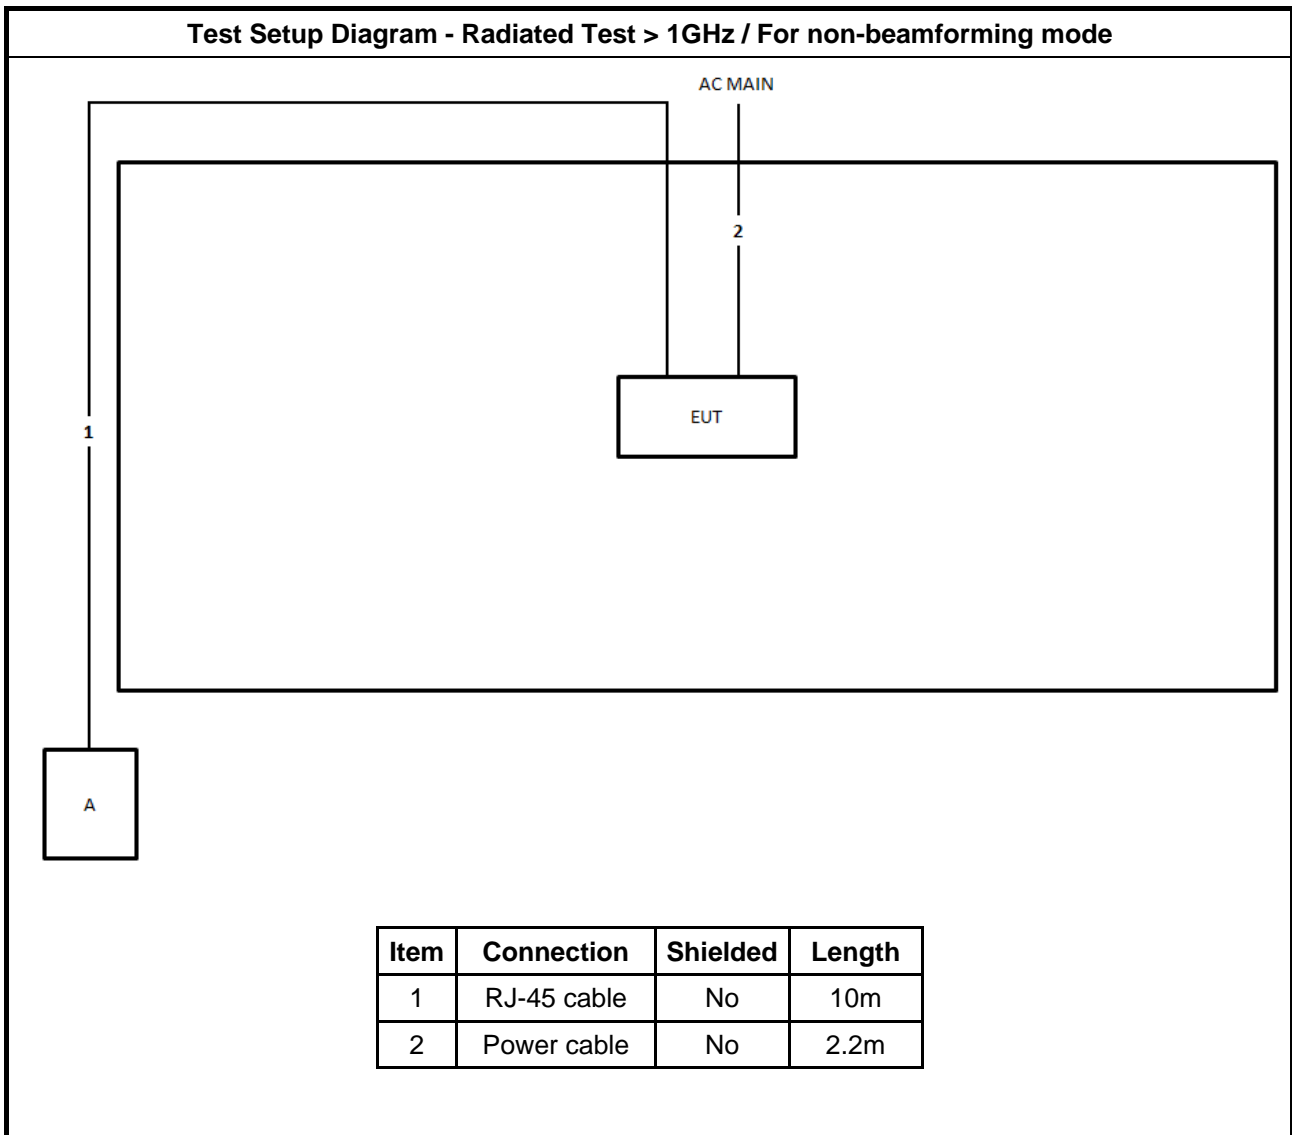 Test Setup Diagram - Radiated Test > 1GHz / For non-beamforming mode
AC MAIN
2
EUT
1
A
Item Connection Shielded Length
1 RJ-45 cable No 10m
2 Power cable No 2.2m